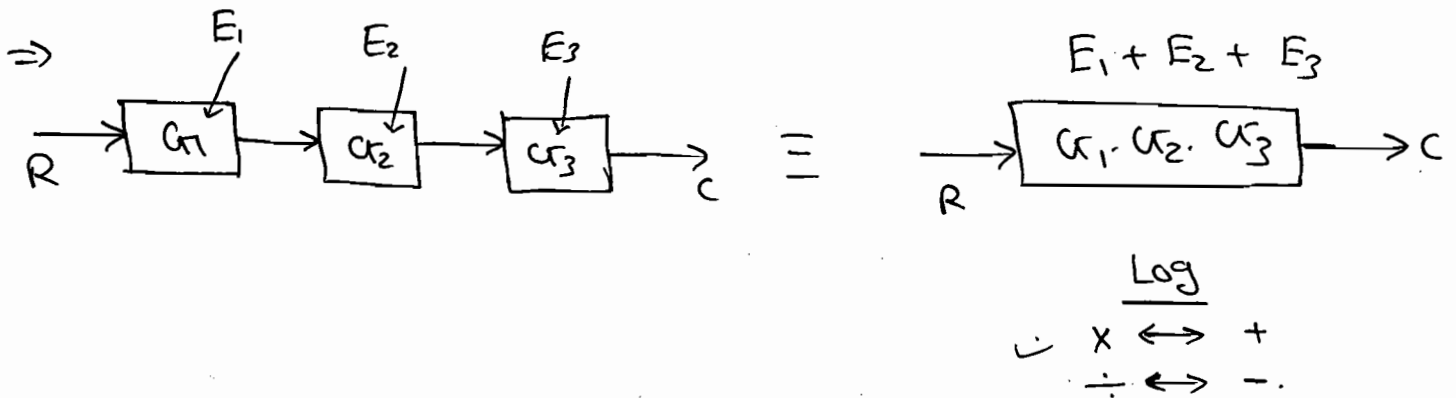 ⇒ E₁ E₂ E₃
R G₁ G₂ G₃ C
≡
E₁ + E₂ + E₃
R G₁. G₂. G₃ C
Log
× ↔ +
÷ ↔ -.